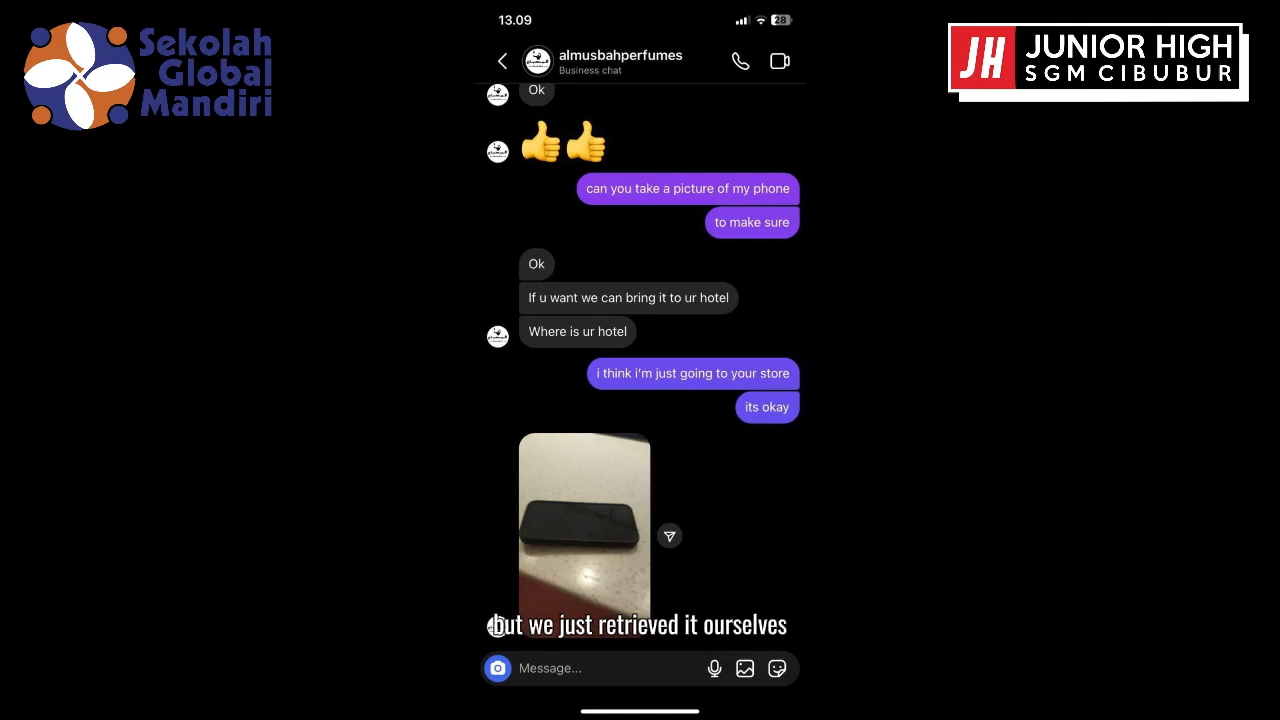 Sekolah
Global
Mandiri
JH JUNIOR HIGH
SGM CIBUBUR
13.09
28
almusbahperfumes
Business chat
Ok
can you take a picture of my phone
to make sure
Ok
If u want we can bring it to ur hotel
Where is ur hotel
i think i'm just going to your store
its okay
but we just retrieved it ourselves
Message...